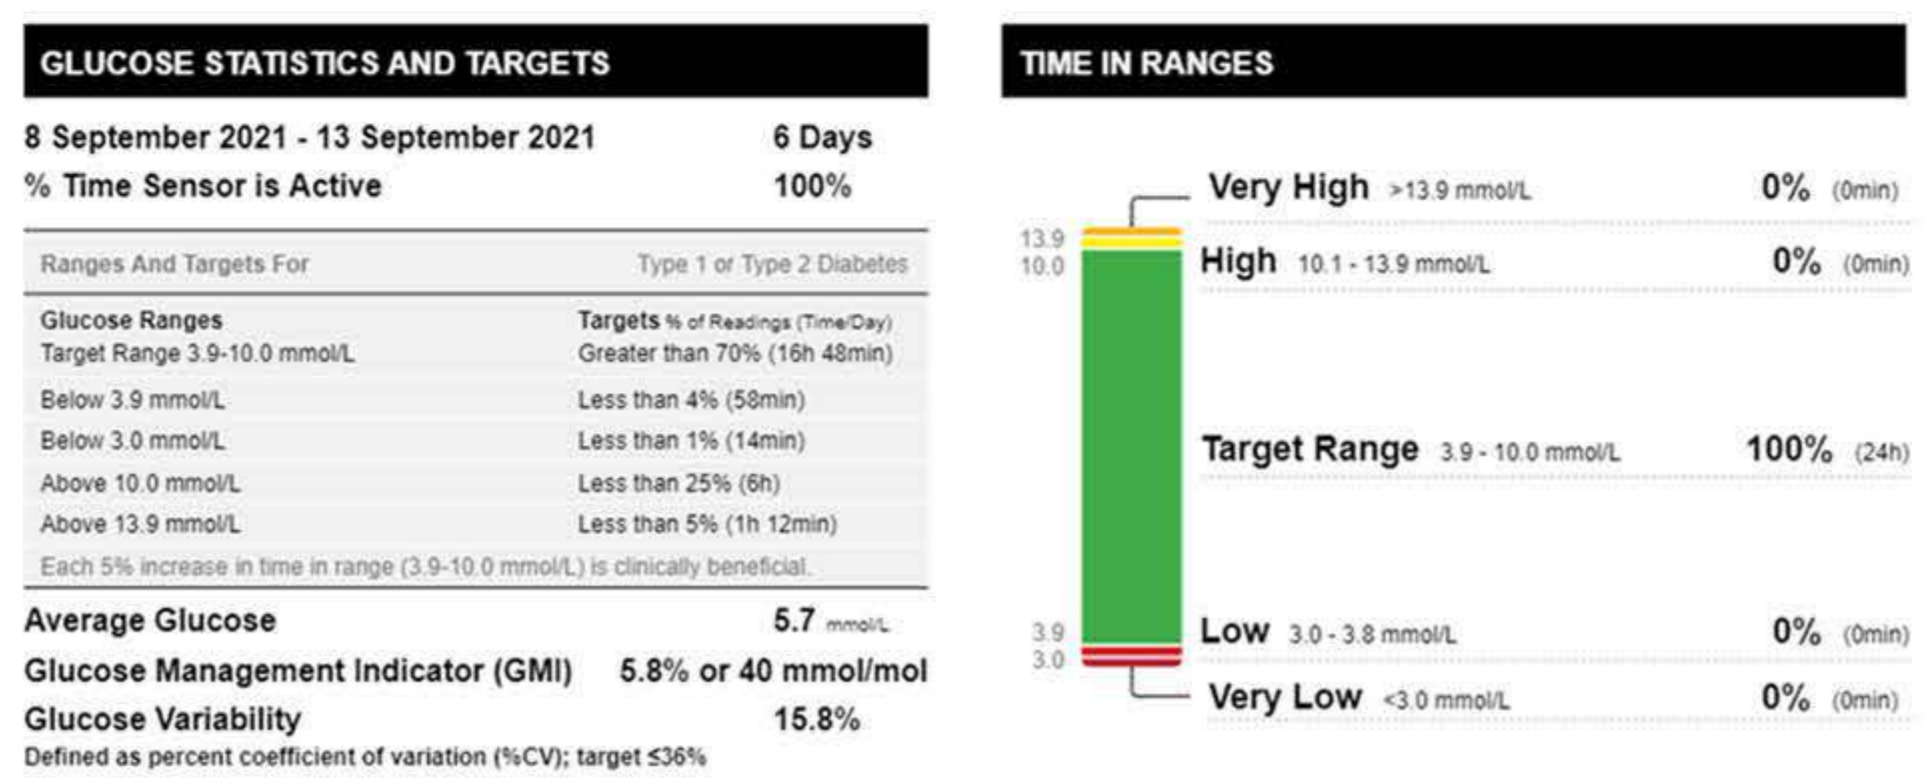 GLUCOSE STATISTICS AND TARGETS
8 September 2021 - 13 September 2021 6 Days
% Time Sensor is Active 100%
Ranges And Targets For Type 1 or Type 2 Diabetes
Glucose Ranges Targets % of Readings (Time/Day)
Target Range 3.9-10.0 mmol/L Greater than 70% (16h 48min)
Below 3.9 mmol/L Less than 4% (58min)
Below 3.0 mmol/L Less than 1% (14min)
Above 10.0 mmol/L Less than 25% (6h)
Above 13.9 mmol/L Less than 5% (1h 12min)
Each 5% increase in time in range (3.9-10.0 mmol/L) is clinically beneficial.
Average Glucose 5.7 mmol/L
Glucose Management Indicator (GMI) 5.8% or 40 mmol/mol
Glucose Variability 15.8%
Defined as percent coefficient of variation (%CV); target ≤36%
TIME IN RANGES
Very High >13.9 mmol/L 0% (0min)
13.9
High 10.1 - 13.9 mmol/L 0% (0min)
10.0
Target Range 3.9 - 10.0 mmol/L 100% (24h)
3.9
Low 3.0 - 3.8 mmol/L 0% (0min)
3.0
Very Low <3.0 mmol/L 0% (0min)